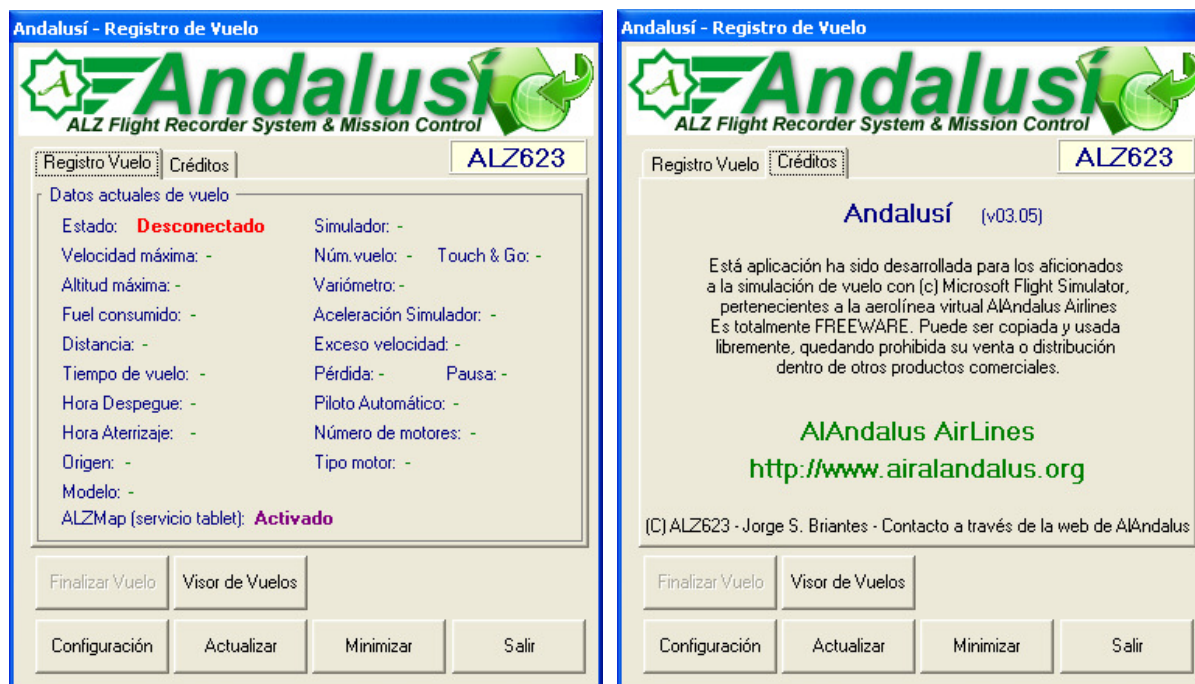 Andalusí - Registro de Vuelo
A Andalusí
ALZ Flight Recorder System & Mission Control
Registro Vuelo Créditos ALZ623
Datos actuales de vuelo
Estado: Desconectado Simulador: -
Velocidad máxima: - Núm.vuelo: - Touch & Go: -
Altitud máxima: - Variómetro: -
Fuel consumido: - Aceleración Simulador: -
Distancia: - Exceso velocidad: -
Tiempo de vuelo: - Pérdida: - Pausa: -
Hora Despegue: - Piloto Automático: -
Hora Aterrizaje: - Número de motores: -
Origen: - Tipo motor: -
Modelo: -
ALZMap (servicio tablet): Activado
Finalizar Vuelo Visor de Vuelos
Configuración Actualizar Minimizar Salir
Andalusí - Registro de Vuelo
A Andalusí
ALZ Flight Recorder System & Mission Control
Registro Vuelo Créditos ALZ623
Andalusí (v03.05)
Está aplicación ha sido desarrollada para los aficionados
a la simulación de vuelo con (c) Microsoft Flight Simulator,
pertenecientes a la aerolínea virtual AlAndalus Airlines
Es totalmente FREEWARE. Puede ser copiada y usada
libremente, quedando prohibida su venta o distribución
dentro de otros productos comerciales.
AlAndalus AirLines
http://www.airalandalus.org
(C) ALZ623 - Jorge S. Briantes - Contacto a través de la web de AlAndalus
Finalizar Vuelo Visor de Vuelos
Configuración Actualizar Minimizar Salir